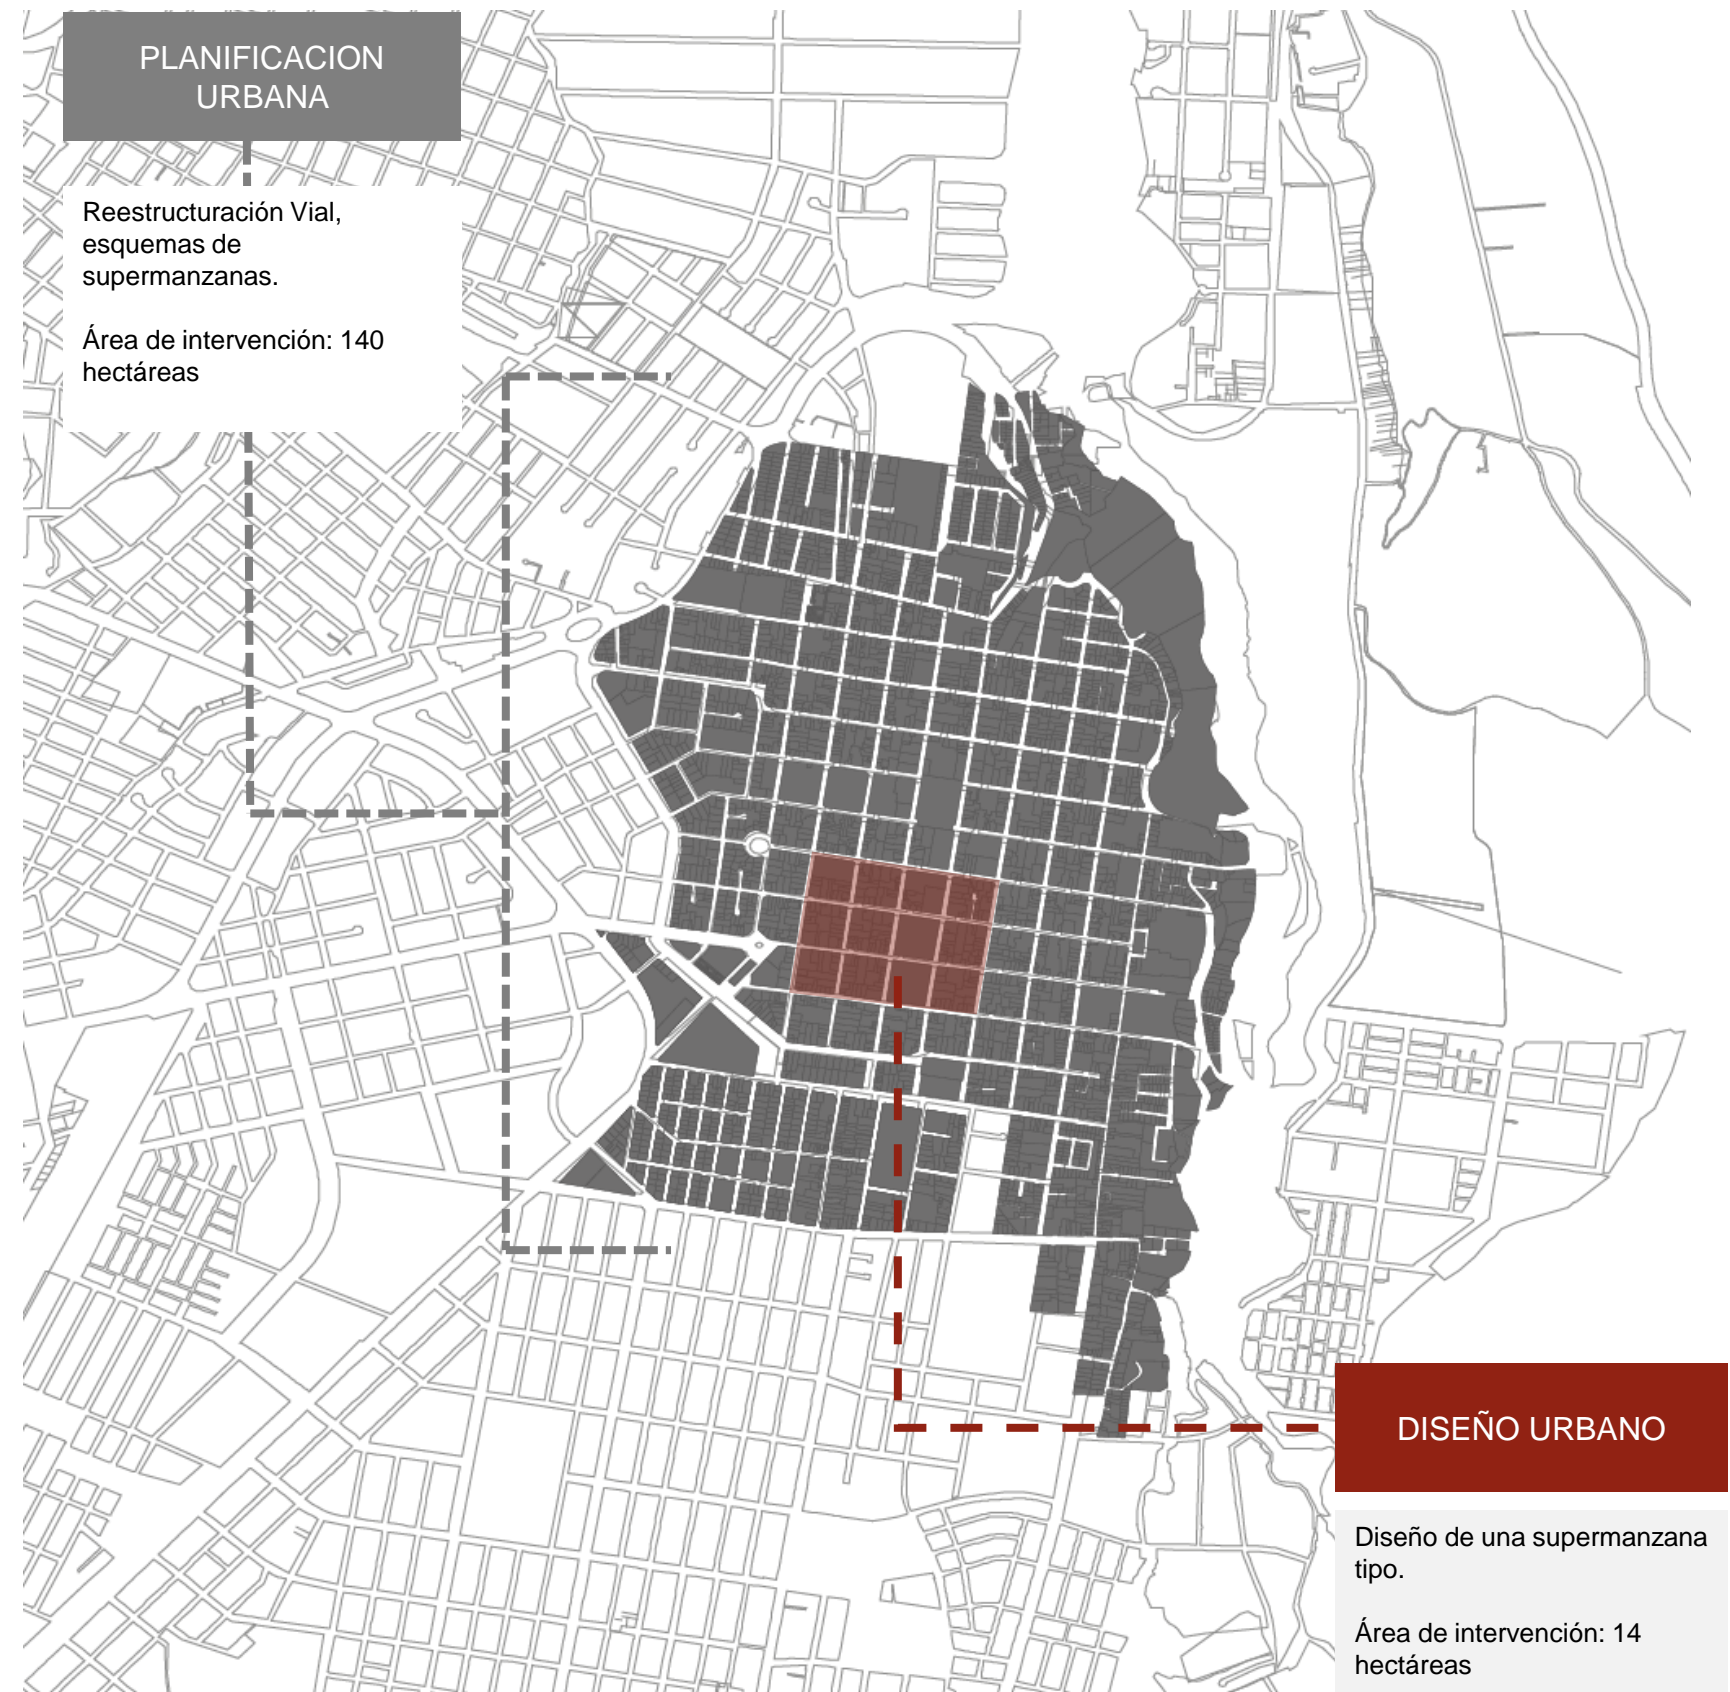 PLANIFICACION
URBANA
Reestructuración Vial,
esquemas de
supermanzanas.
Área de intervención: 140
hectáreas
DISEÑO URBANO
Diseño de una supermanzana
tipo.
Área de intervención: 14
hectáreas